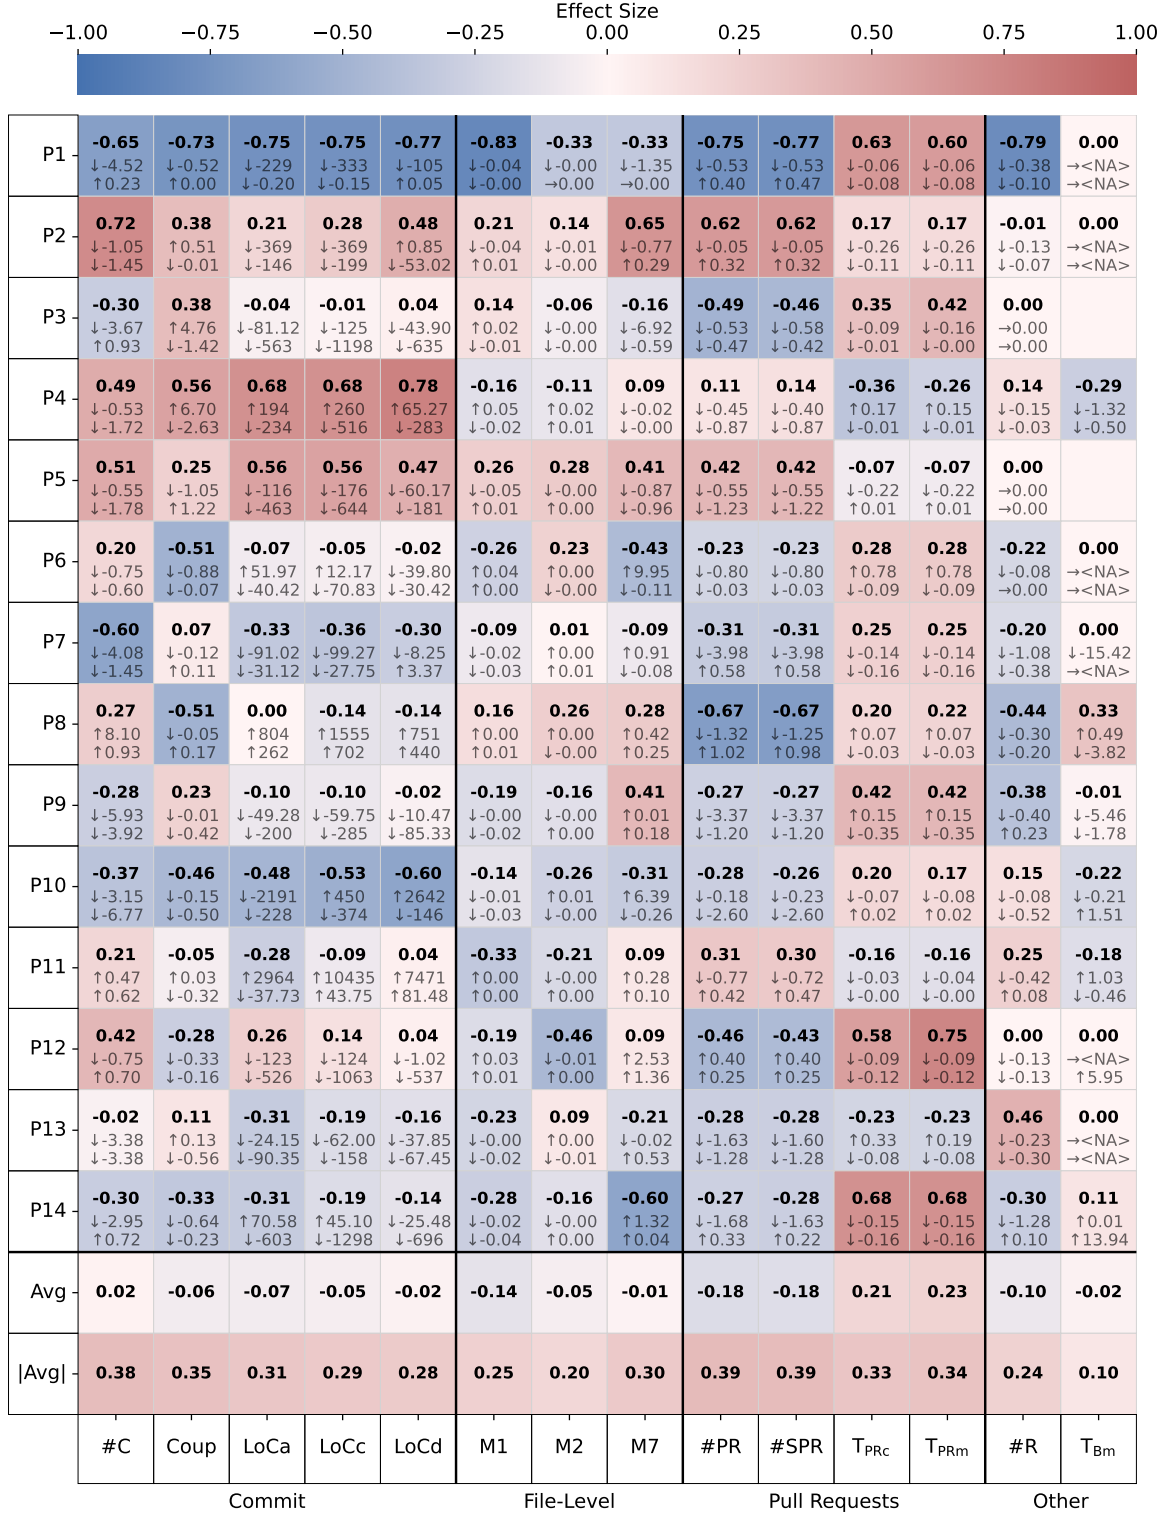 Effect Size
−1.00 −0.75 −0.50 −0.25 0.00 0.25 0.50 0.75 1.00
-0.65 -0.73 -0.75 -0.75 -0.77 -0.83 -0.33 -0.33 -0.75 -0.77 0.63 0.60 -0.79 0.00
P1 ↓-4.52 ↓-0.52 ↓-229 ↓-333 ↓-105 ↓-0.04 ↓-0.00 ↓-1.35 ↓-0.53 ↓-0.53 ↓-0.06 ↓-0.06 ↓-0.38 →<NA>
↑0.23 ↑0.00 ↓-0.20 ↓-0.15 ↑0.05 ↓-0.00 →0.00 →0.00 ↑0.40 ↑0.47 ↓-0.08 ↓-0.08 ↓-0.10 →<NA>
0.72 0.38 0.21 0.28 0.48 0.21 0.14 0.65 0.62 0.62 0.17 0.17 -0.01 0.00
P2 ↓-1.05 ↑0.51 ↓-369 ↓-369 ↑0.85 ↓-0.04 ↓-0.01 ↓-0.77 ↓-0.05 ↓-0.05 ↓-0.26 ↓-0.26 ↓-0.13 →<NA>
↓-1.45 ↓-0.01 ↓-146 ↓-199 ↓-53.02 ↑0.01 ↓-0.00 ↑0.29 ↑0.32 ↑0.32 ↓-0.11 ↓-0.11 ↓-0.07 →<NA>
-0.30 0.38 -0.04 -0.01 0.04 0.14 -0.06 -0.16 -0.49 -0.46 0.35 0.42 0.00
P3 ↓-3.67 ↑4.76 ↓-81.12 ↓-125 ↓-43.90 ↑0.02 ↓-0.00 ↓-6.92 ↓-0.53 ↓-0.58 ↓-0.09 ↓-0.16 →0.00
↑0.93 ↓-1.42 ↓-563 ↓-1198 ↓-635 ↓-0.01 ↓-0.00 ↓-0.59 ↓-0.47 ↓-0.42 ↓-0.01 ↓-0.00 →0.00
0.49 0.56 0.68 0.68 0.78 -0.16 -0.11 0.09 0.11 0.14 -0.36 -0.26 0.14 -0.29
P4 ↓-0.53 ↑6.70 ↑194 ↑260 ↑65.27 ↑0.05 ↑0.02 ↓-0.02 ↓-0.45 ↓-0.40 ↑0.17 ↑0.15 ↓-0.15 ↓-1.32
↓-1.72 ↓-2.63 ↓-234 ↓-516 ↓-283 ↓-0.02 ↑0.01 ↓-0.00 ↓-0.87 ↓-0.87 ↓-0.01 ↓-0.01 ↓-0.03 ↓-0.50
0.51 0.25 0.56 0.56 0.47 0.26 0.28 0.41 0.42 0.42 -0.07 -0.07 0.00
P5 ↓-0.55 ↓-1.05 ↓-116 ↓-176 ↓-60.17 ↓-0.05 ↓-0.00 ↓-0.87 ↓-0.55 ↓-0.55 ↓-0.22 ↓-0.22 →0.00
↓-1.78 ↑1.22 ↓-463 ↓-644 ↓-181 ↑0.01 ↑0.00 ↓-0.96 ↓-1.23 ↓-1.22 ↑0.01 ↑0.01 →0.00
0.20 -0.51 -0.07 -0.05 -0.02 -0.26 0.23 -0.43 -0.23 -0.23 0.28 0.28 -0.22 0.00
P6 ↓-0.75 ↓-0.88 ↑51.97 ↑12.17 ↓-39.80 ↑0.04 ↑0.00 ↑9.95 ↓-0.80 ↓-0.80 ↑0.78 ↑0.78 ↓-0.08 →<NA>
↓-0.60 ↓-0.07 ↓-40.42 ↓-70.83 ↓-30.42 ↑0.00 ↓-0.00 ↓-0.11 ↓-0.03 ↓-0.03 ↓-0.09 ↓-0.09 →0.00 →<NA>
-0.60 0.07 -0.33 -0.36 -0.30 -0.09 0.01 -0.09 -0.31 -0.31 0.25 0.25 -0.20 0.00
P7 ↓-4.08 ↓-0.12 ↓-91.02 ↓-99.27 ↓-8.25 ↓-0.02 ↑0.00 ↑0.91 ↓-3.98 ↓-3.98 ↓-0.14 ↓-0.14 ↓-1.08 ↓-15.42
↓-1.45 ↑0.11 ↓-31.12 ↓-27.75 ↑3.37 ↓-0.03 ↑0.01 ↓-0.08 ↑0.58 ↑0.58 ↓-0.16 ↓-0.16 ↓-0.38 →<NA>
0.27 -0.51 0.00 -0.14 -0.14 0.16 0.26 0.28 -0.67 -0.67 0.20 0.22 -0.44 0.33
P8 ↑8.10 ↓-0.05 ↑804 ↑1555 ↑751 ↑0.00 ↑0.00 ↑0.42 ↓-1.32 ↓-1.25 ↑0.07 ↑0.07 ↓-0.30 ↑0.49
↑0.93 ↑0.17 ↑262 ↑702 ↑440 ↑0.01 ↓-0.00 ↑0.25 ↑1.02 ↑0.98 ↓-0.03 ↓-0.03 ↓-0.20 ↓-3.82
-0.28 0.23 -0.10 -0.10 -0.02 -0.19 -0.16 0.41 -0.27 -0.27 0.42 0.42 -0.38 -0.01
P9 ↓-5.93 ↓-0.01 ↓-49.28 ↓-59.75 ↓-10.47 ↓-0.00 ↓-0.00 ↑0.01 ↓-3.37 ↓-3.37 ↑0.15 ↑0.15 ↓-0.40 ↓-5.46
↓-3.92 ↓-0.42 ↓-200 ↓-285 ↓-85.33 ↓-0.02 ↑0.00 ↑0.18 ↓-1.20 ↓-1.20 ↓-0.35 ↓-0.35 ↑0.23 ↓-1.78
-0.37 -0.46 -0.48 -0.53 -0.60 -0.14 -0.26 -0.31 -0.28 -0.26 0.20 0.17 0.15 -0.22
P10 ↓-3.15 ↓-0.15 ↓-2191 ↑450 ↑2642 ↓-0.01 ↑0.01 ↑6.39 ↓-0.18 ↓-0.23 ↓-0.07 ↓-0.08 ↓-0.08 ↓-0.21
↓-6.77 ↓-0.50 ↓-228 ↓-374 ↓-146 ↓-0.03 ↓-0.00 ↓-0.26 ↓-2.60 ↓-2.60 ↑0.02 ↑0.02 ↓-0.52 ↑1.51
0.21 -0.05 -0.28 -0.09 0.04 -0.33 -0.21 0.09 0.31 0.30 -0.16 -0.16 0.25 -0.18
P11 ↑0.47 ↑0.03 ↑2964 ↑10435 ↑7471 ↑0.00 ↓-0.00 ↑0.28 ↓-0.77 ↓-0.72 ↓-0.03 ↓-0.04 ↓-0.42 ↑1.03
↑0.62 ↓-0.32 ↓-37.73 ↑43.75 ↑81.48 ↑0.00 ↑0.00 ↑0.10 ↑0.42 ↑0.47 ↓-0.00 ↓-0.00 ↑0.08 ↓-0.46
0.42 -0.28 0.26 0.14 0.04 -0.19 -0.46 0.09 -0.46 -0.43 0.58 0.75 0.00 0.00
P12 ↓-0.75 ↓-0.33 ↓-123 ↓-124 ↓-1.02 ↑0.03 ↓-0.01 ↑2.53 ↑0.40 ↑0.40 ↓-0.09 ↓-0.09 ↓-0.13 →<NA>
↑0.70 ↓-0.16 ↓-526 ↓-1063 ↓-537 ↑0.01 ↑0.00 ↑1.36 ↑0.25 ↑0.25 ↓-0.12 ↓-0.12 ↓-0.13 ↑5.95
-0.02 0.11 -0.31 -0.19 -0.16 -0.23 0.09 -0.21 -0.28 -0.28 -0.23 -0.23 0.46 0.00
P13 ↓-3.38 ↑0.13 ↓-24.15 ↓-62.00 ↓-37.85 ↓-0.00 ↑0.00 ↓-0.02 ↓-1.63 ↓-1.60 ↑0.33 ↑0.19 ↓-0.23 →<NA>
↓-3.38 ↓-0.56 ↓-90.35 ↓-158 ↓-67.45 ↓-0.02 ↓-0.01 ↑0.53 ↓-1.28 ↓-1.28 ↓-0.08 ↓-0.08 ↓-0.30 →<NA>
-0.30 -0.33 -0.31 -0.19 -0.14 -0.28 -0.16 -0.60 -0.27 -0.28 0.68 0.68 -0.30 0.11
P14 ↓-2.95 ↓-0.64 ↑70.58 ↑45.10 ↓-25.48 ↓-0.02 ↓-0.00 ↑1.32 ↓-1.68 ↓-1.63 ↓-0.15 ↓-0.15 ↓-1.28 ↑0.01
↑0.72 ↓-0.23 ↓-603 ↓-1298 ↓-696 ↓-0.04 ↑0.00 ↑0.04 ↑0.33 ↑0.22 ↓-0.16 ↓-0.16 ↑0.10 ↑13.94
Avg 0.02 -0.06 -0.07 -0.05 -0.02 -0.14 -0.05 -0.01 -0.18 -0.18 0.21 0.23 -0.10 -0.02
|Avg| 0.38 0.35 0.31 0.29 0.28 0.25 0.20 0.30 0.39 0.39 0.33 0.34 0.24 0.10
#C Coup LoCa LoCc LoCd M1 M2 M7 #PR #SPR TPRc TPRm #R TBm
Commit File-Level Pull Requests Other